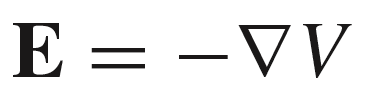 𝐄 = −∇𝑉